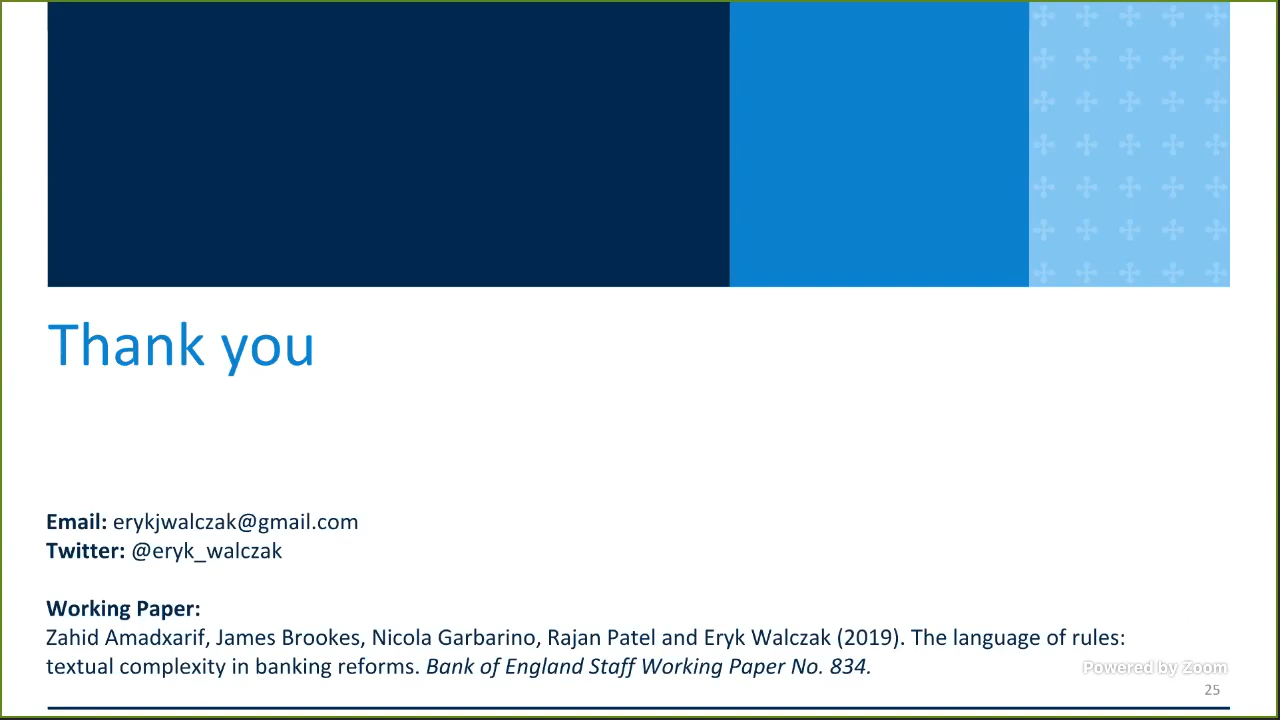 Thank you
Email: erykjwalczak@gmail.com
Twitter: @eryk_walczak
Working Paper:
Zahid Amadxarif, James Brookes, Nicola Garbarino, Rajan Patel and Eryk Walczak (2019). The language of rules:
textual complexity in banking reforms. Bank of England Staff Working Paper No. 834.
Powered by Zoom
25